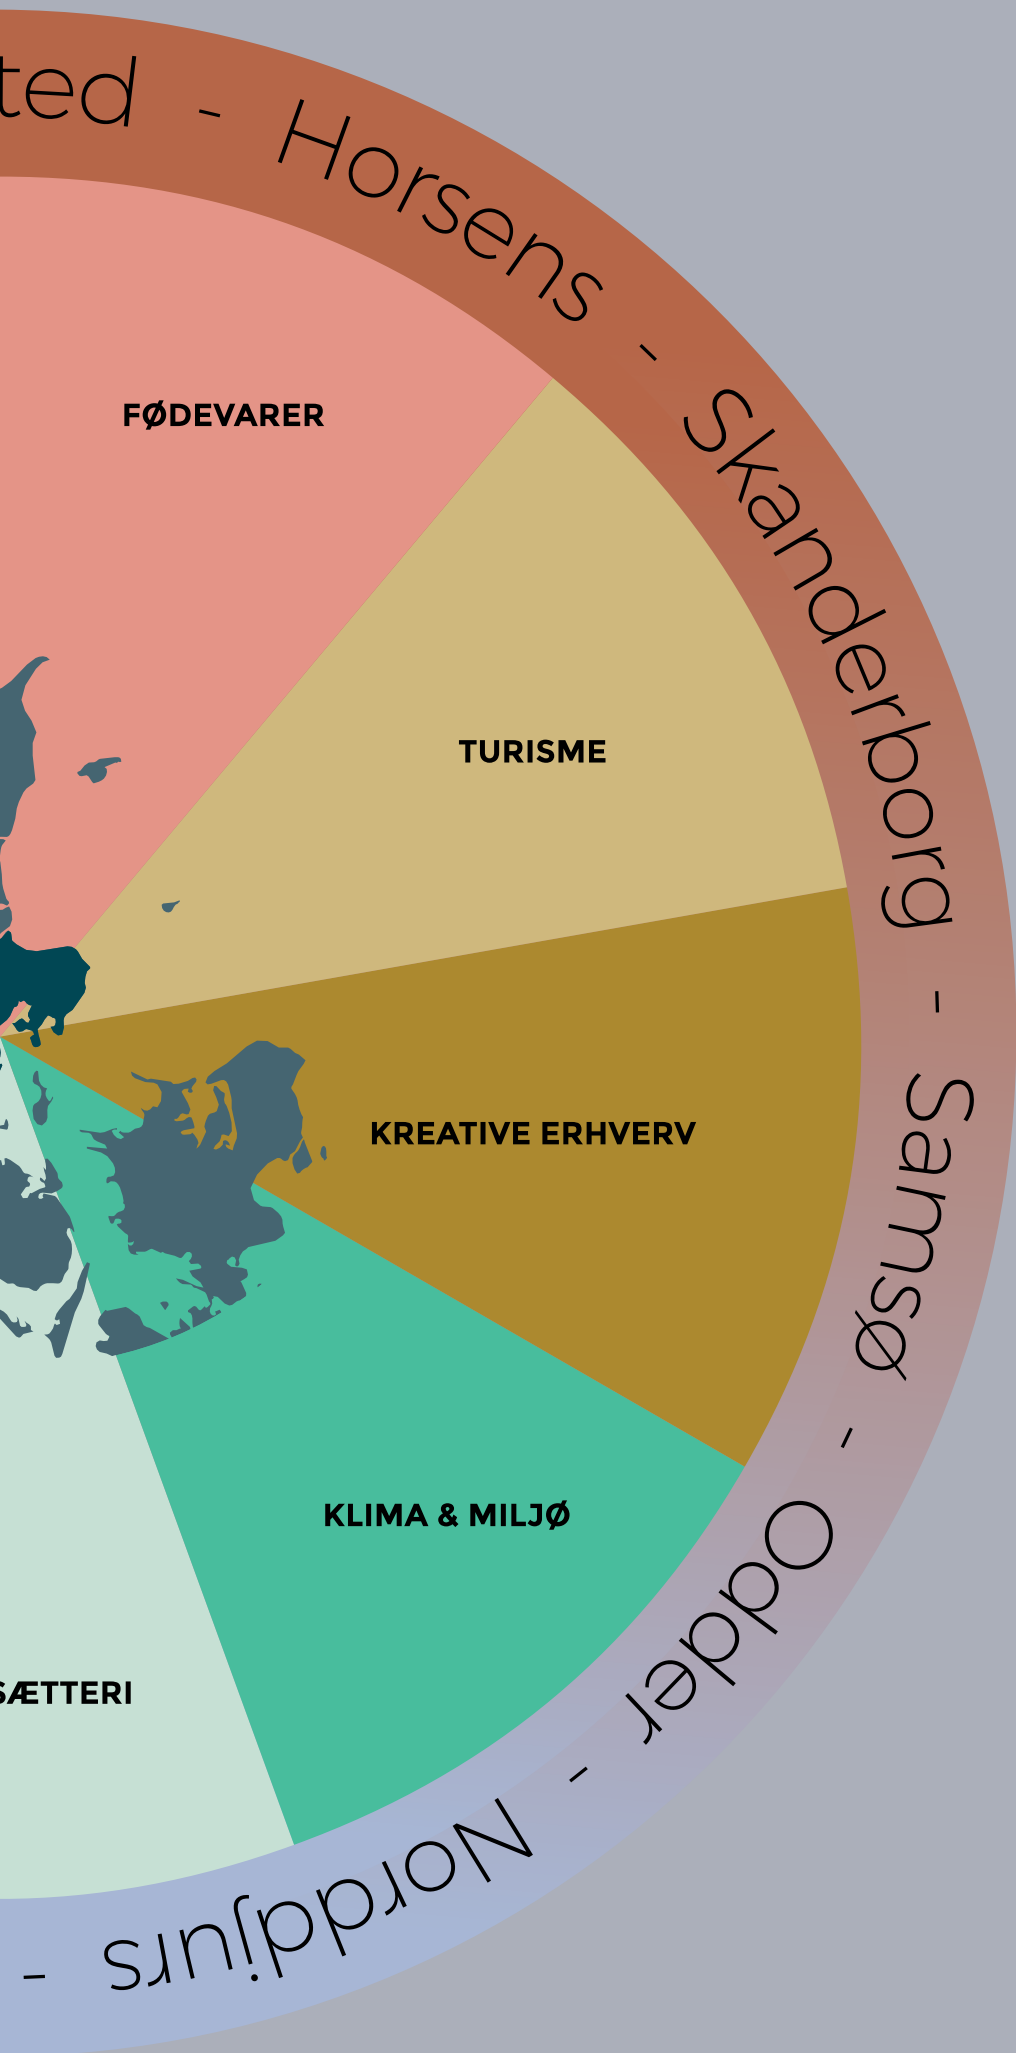 ted - Horsens - Skanderborg - Samsø - Odder - Norddjurs -
FØDEVARER
TURISME
KREATIVE ERHVERV
KLIMA & MILJØ
SÆTTERI